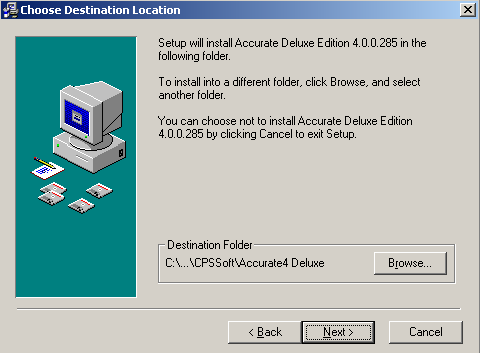 Choose Destination Location
Setup will install Accurate Deluxe Edition 4.0.0.285 in the
following folder.
To install into a different folder, click Browse, and select
another folder.
You can choose not to install Accurate Deluxe Edition
4.0.0.285 by clicking Cancel to exit Setup.
Destination Folder
C:\...\CPSSoft\Accurate4 Deluxe
Browse...
< Back
Next >
Cancel